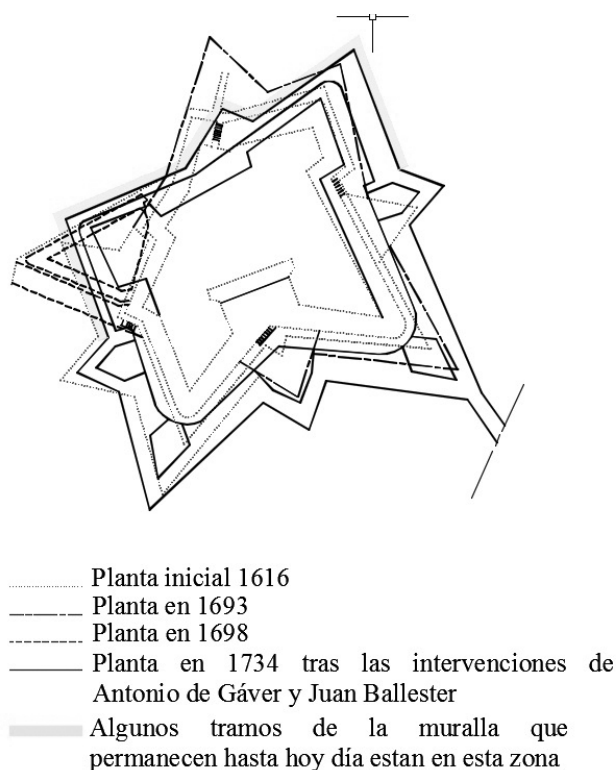 Planta inicial 1616
Planta en 1693
Planta en 1698
Planta en 1734 tras las intervenciones de
Antonio de Gáver y Juan Ballester
Algunos tramos de la muralla que
permanecen hasta hoy día estan en esta zona